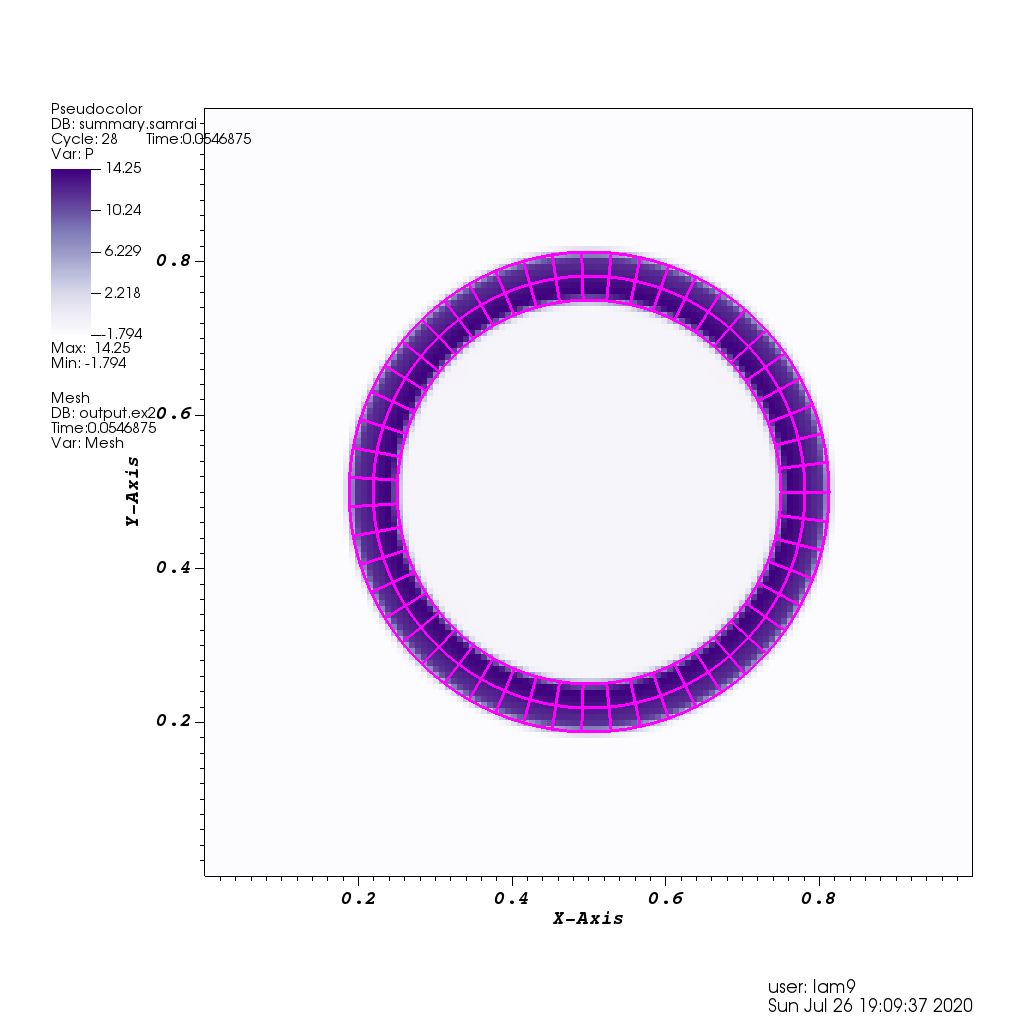 Pseudocolor
DB: summary.samrai
Cycle: 28 Time:0.0546875
Var: P
14.25
10.24
6.229
2.218
-1.794
Max: 14.25
Min: -1.794
Mesh
DB: output.ex2
Time:0.0546875
Var: Mesh
Y-Axis
0.8
0.6
0.4
0.2
0.2 0.4 0.6 0.8
X-Axis
user: lam9
Sun Jul 26 19:09:37 2020